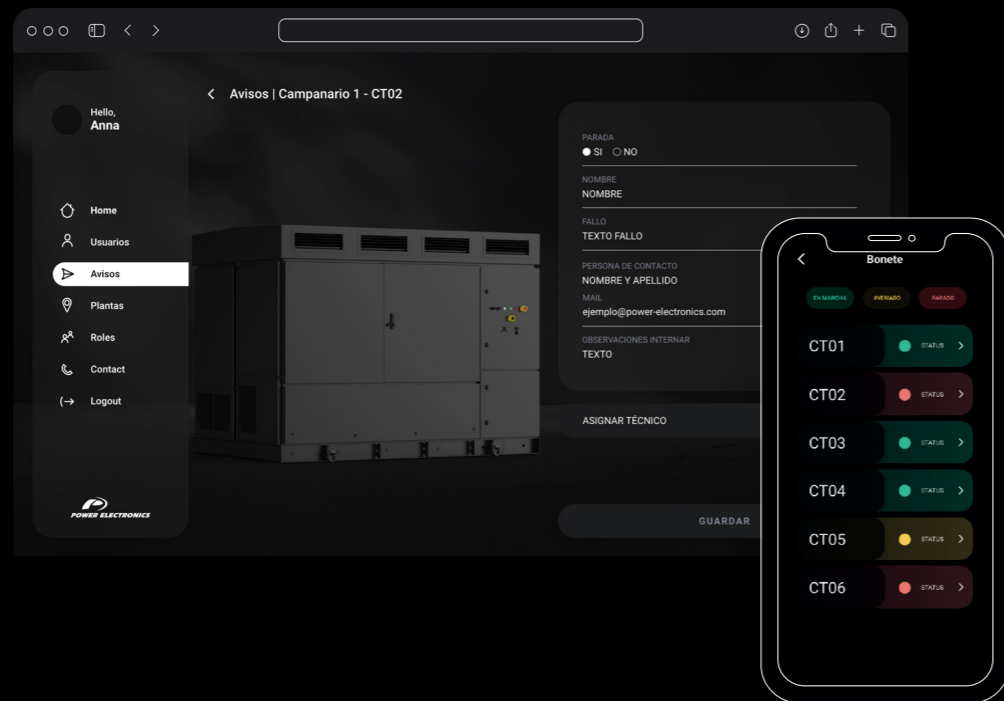 Avisos | Campanario 1 - CT02
Hello,
Anna
Home
Usuarios
Avisos
Plantas
Roles
Contact
Logout
POWER ELECTRONICS
PARADA
SI NO
NOMBRE
NOMBRE
FALLO
TEXTO FALLO
PERSONA DE CONTACTO
NOMBRE Y APELLIDO
MAIL
ejemplo@power-electronics.com
OBSERVACIONES INTERNAR
TEXTO
ASIGNAR TÉCNICO
GUARDAR
Bonete
EN MARCHA AVERIADO PARADO
CT01 STATUS
CT02 STATUS
CT03 STATUS
CT04 STATUS
CT05 STATUS
CT06 STATUS